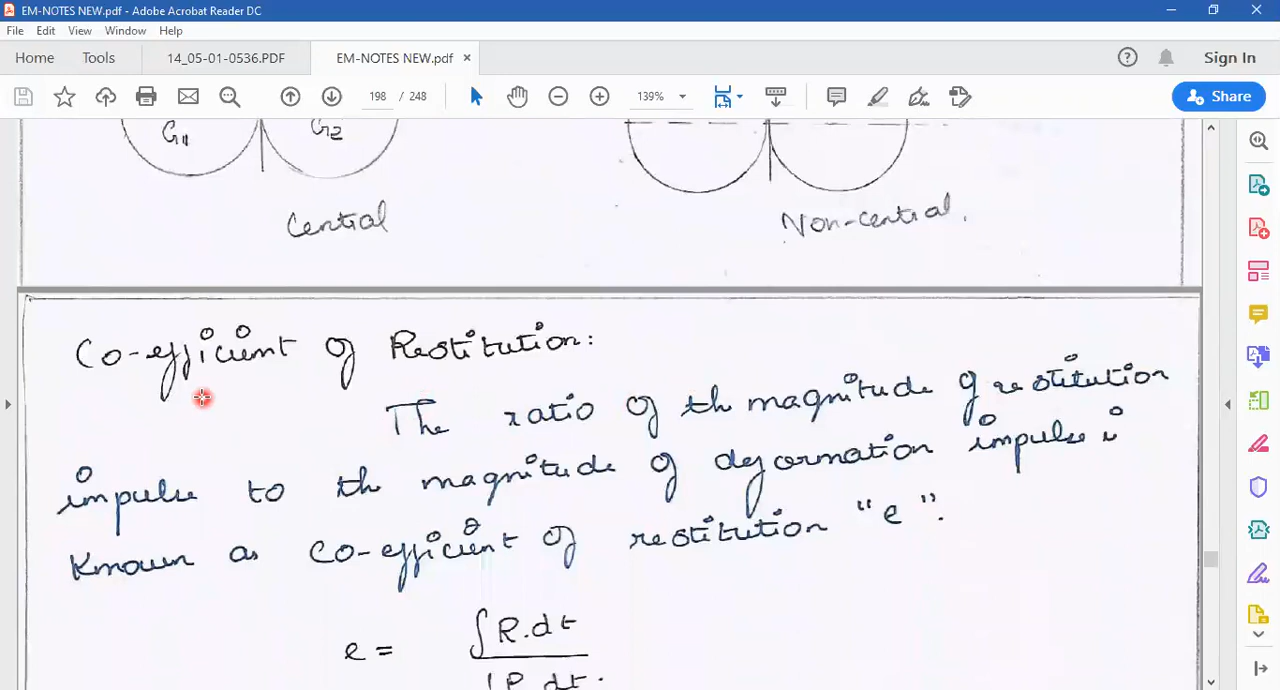 EM-NOTES NEW.pdf - Adobe Acrobat Reader DC
File Edit View Window Help
Home Tools 14_05-01-0536.PDF EM-NOTES NEW.pdf × Sign In
198 / 248 139% Share
G1 G2
Central Non-central.
Co-efficient of Restitution:
The ratio of th magnitude of restitution
impulse to th magnitude of deformation impulse is
Known as co-efficient of restitution "e".
e = ∫R.dt
∫P dt.